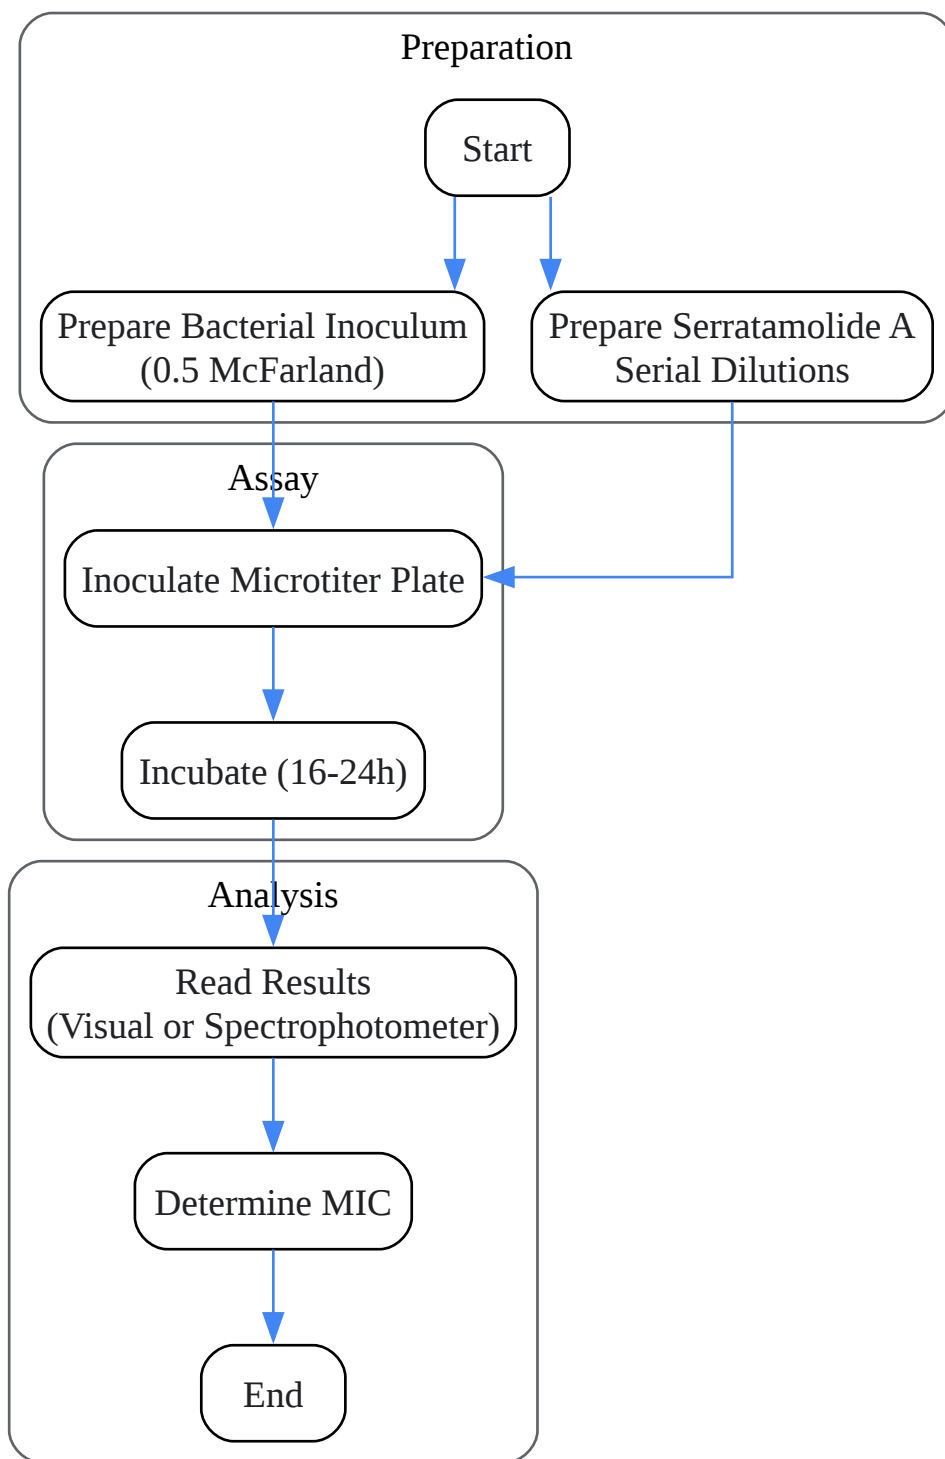 Preparation
Start
Prepare Bacterial Inoculum
(0.5 McFarland)
Prepare Serratamolide A
Serial Dilutions
Assay
Inoculate Microtiter Plate
Incubate (16-24h)
Analysis
Read Results
(Visual or Spectrophotometer)
Determine MIC
End